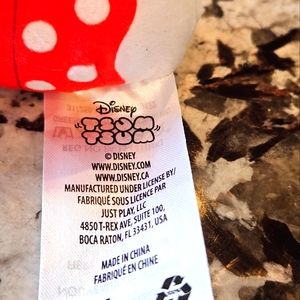 Disney
TSUM
TSUM
© DISNEY
WWW.DISNEY.COM
WWW.DISNEY.CA
MANUFACTURED UNDER LICENSE BY/
FABRIQUÉ SOUS LICENCE PAR
JUST PLAY, LLC
4850 T-REX AVE, SUITE 100,
BOCA RATON, FL 33431, USA
MADE IN CHINA
FABRIQUÉ EN CHINE